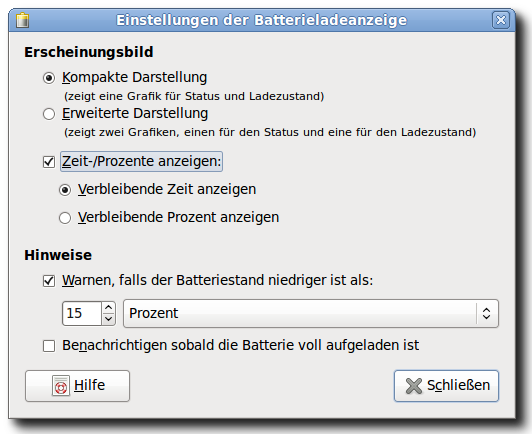 Einstellungen der Batterieladeanzeige
Erscheinungsbild
Kompakte Darstellung
(zeigt eine Grafik für Status und Ladezustand)
Erweiterte Darstellung
(zeigt zwei Grafiken, einen für den Status und eine für den Ladezustand)
Zeit-/Prozente anzeigen:
Verbleibende Zeit anzeigen
Verbleibende Prozent anzeigen
Hinweise
Warnen, falls der Batteriestand niedriger ist als:
15 Prozent
Benachrichtigen sobald die Batterie voll aufgeladen ist
Hilfe Schließen